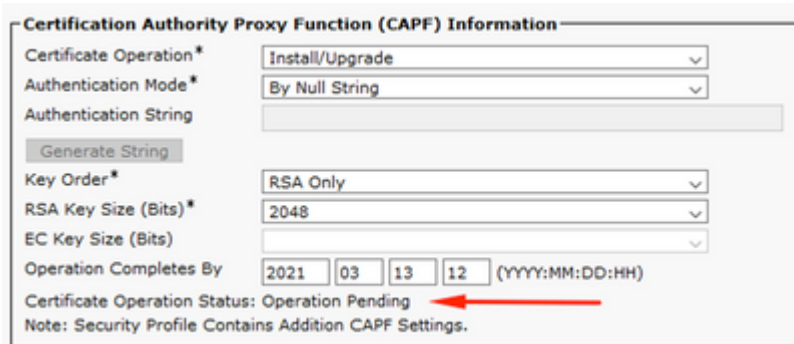 Certification Authority Proxy Function (CAPF) Information
Certificate Operation* Install/Upgrade
Authentication Mode* By Null String
Authentication String
Generate String
Key Order* RSA Only
RSA Key Size (Bits)* 2048
EC Key Size (Bits)
Operation Completes By 2021 03 13 12 (YYYY:MM:DD:HH)
Certificate Operation Status: Operation Pending
Note: Security Profile Contains Addition CAPF Settings.